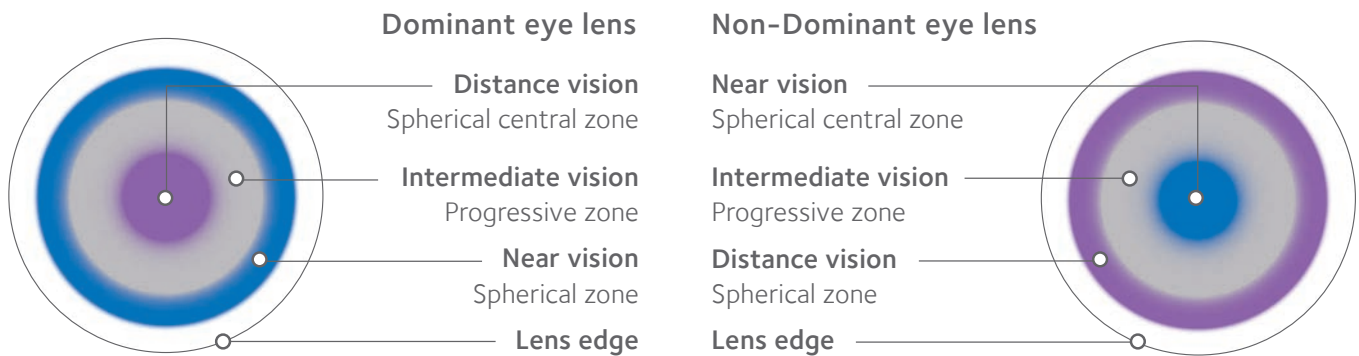 Dominant eye lens
Distance vision
Spherical central zone
Intermediate vision
Progressive zone
Near vision
Spherical zone
Lens edge
Non-Dominant eye lens
Near vision
Spherical central zone
Intermediate vision
Progressive zone
Distance vision
Spherical zone
Lens edge